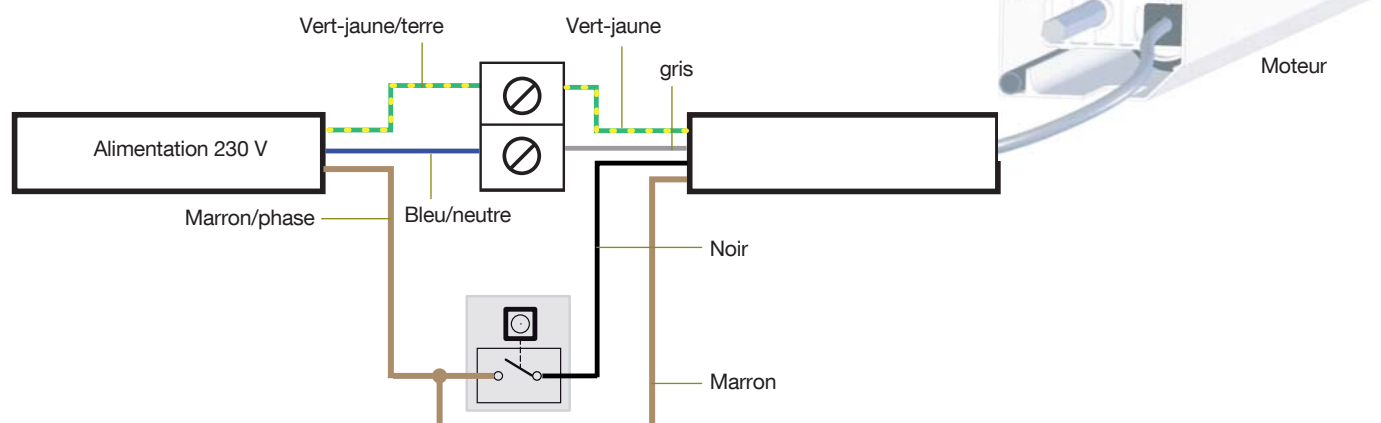 Vert-jaune/terre
Vert-jaune
gris
Moteur
Alimentation 230 V
Marron/phase
Bleu/neutre
Noir
Marron